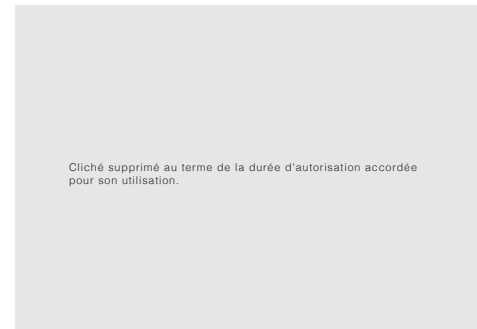 Cliché supprimé au terme de la durée d'autorisation accordée
pour son utilisation.